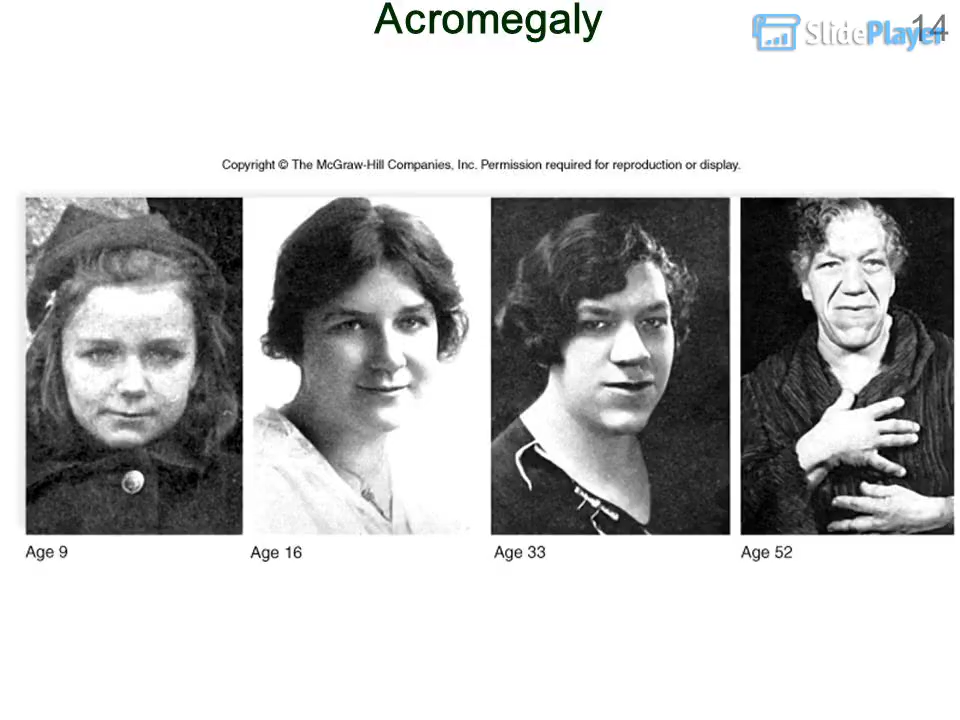 Acromegaly
SlidePlayer
14
Copyright © The McGraw-Hill Companies, Inc. Permission required for reproduction or display.
Age 9
Age 16
Age 33
Age 52